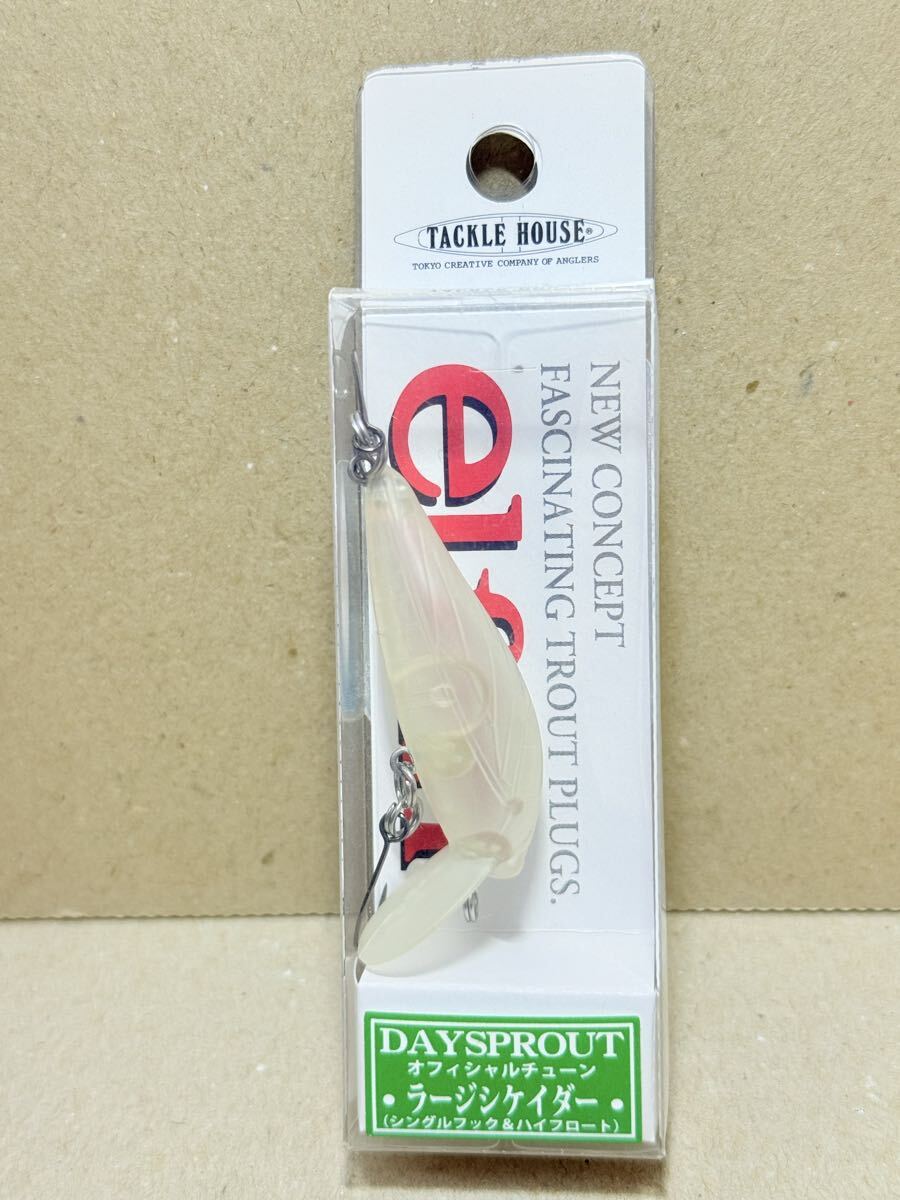 TACKLE HOUSE®
TOKYO CREATIVE COMPANY OF ANGLERS
NEW CONCEPT
FASCINATING TROUT PLUGS.
DAYSPROUT
オフィシャルチューン
・ラージシケイダー・
(シングルフック&ハイフロート)